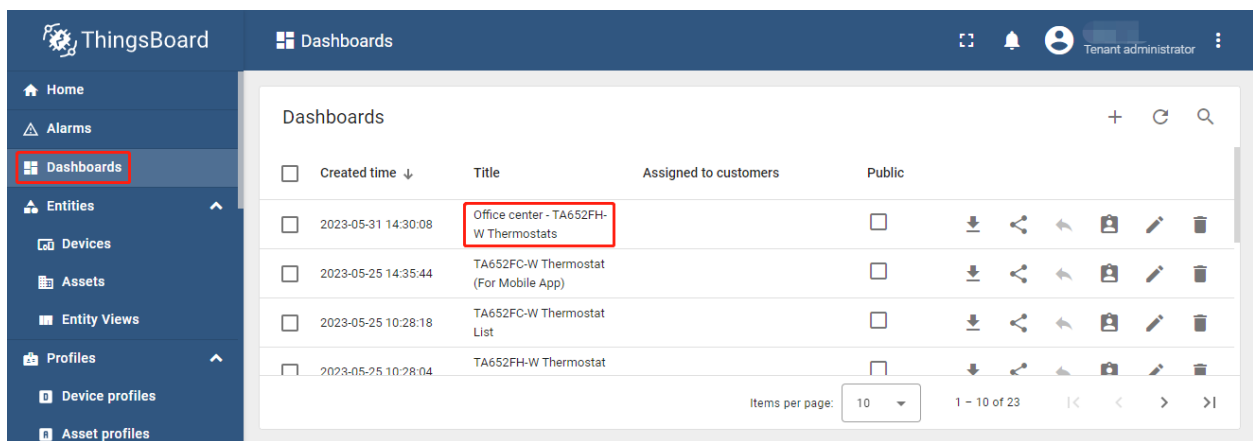 ThingsBoard
Dashboards
Tenant administrator
Home
Alarms
Dashboards
Entities
Devices
Assets
Entity Views
Profiles
Device profiles
Asset profiles
Dashboards
Created time
Title
Assigned to customers
Public
2023-05-31 14:30:08
Office center - TA652FH-
W Thermostats
2023-05-25 14:35:44
TA652FC-W Thermostat
(For Mobile App)
2023-05-25 10:28:18
TA652FC-W Thermostat
List
2023-05-25 10:28:04
TA652FH-W Thermostat
Items per page:
10
1 – 10 of 23